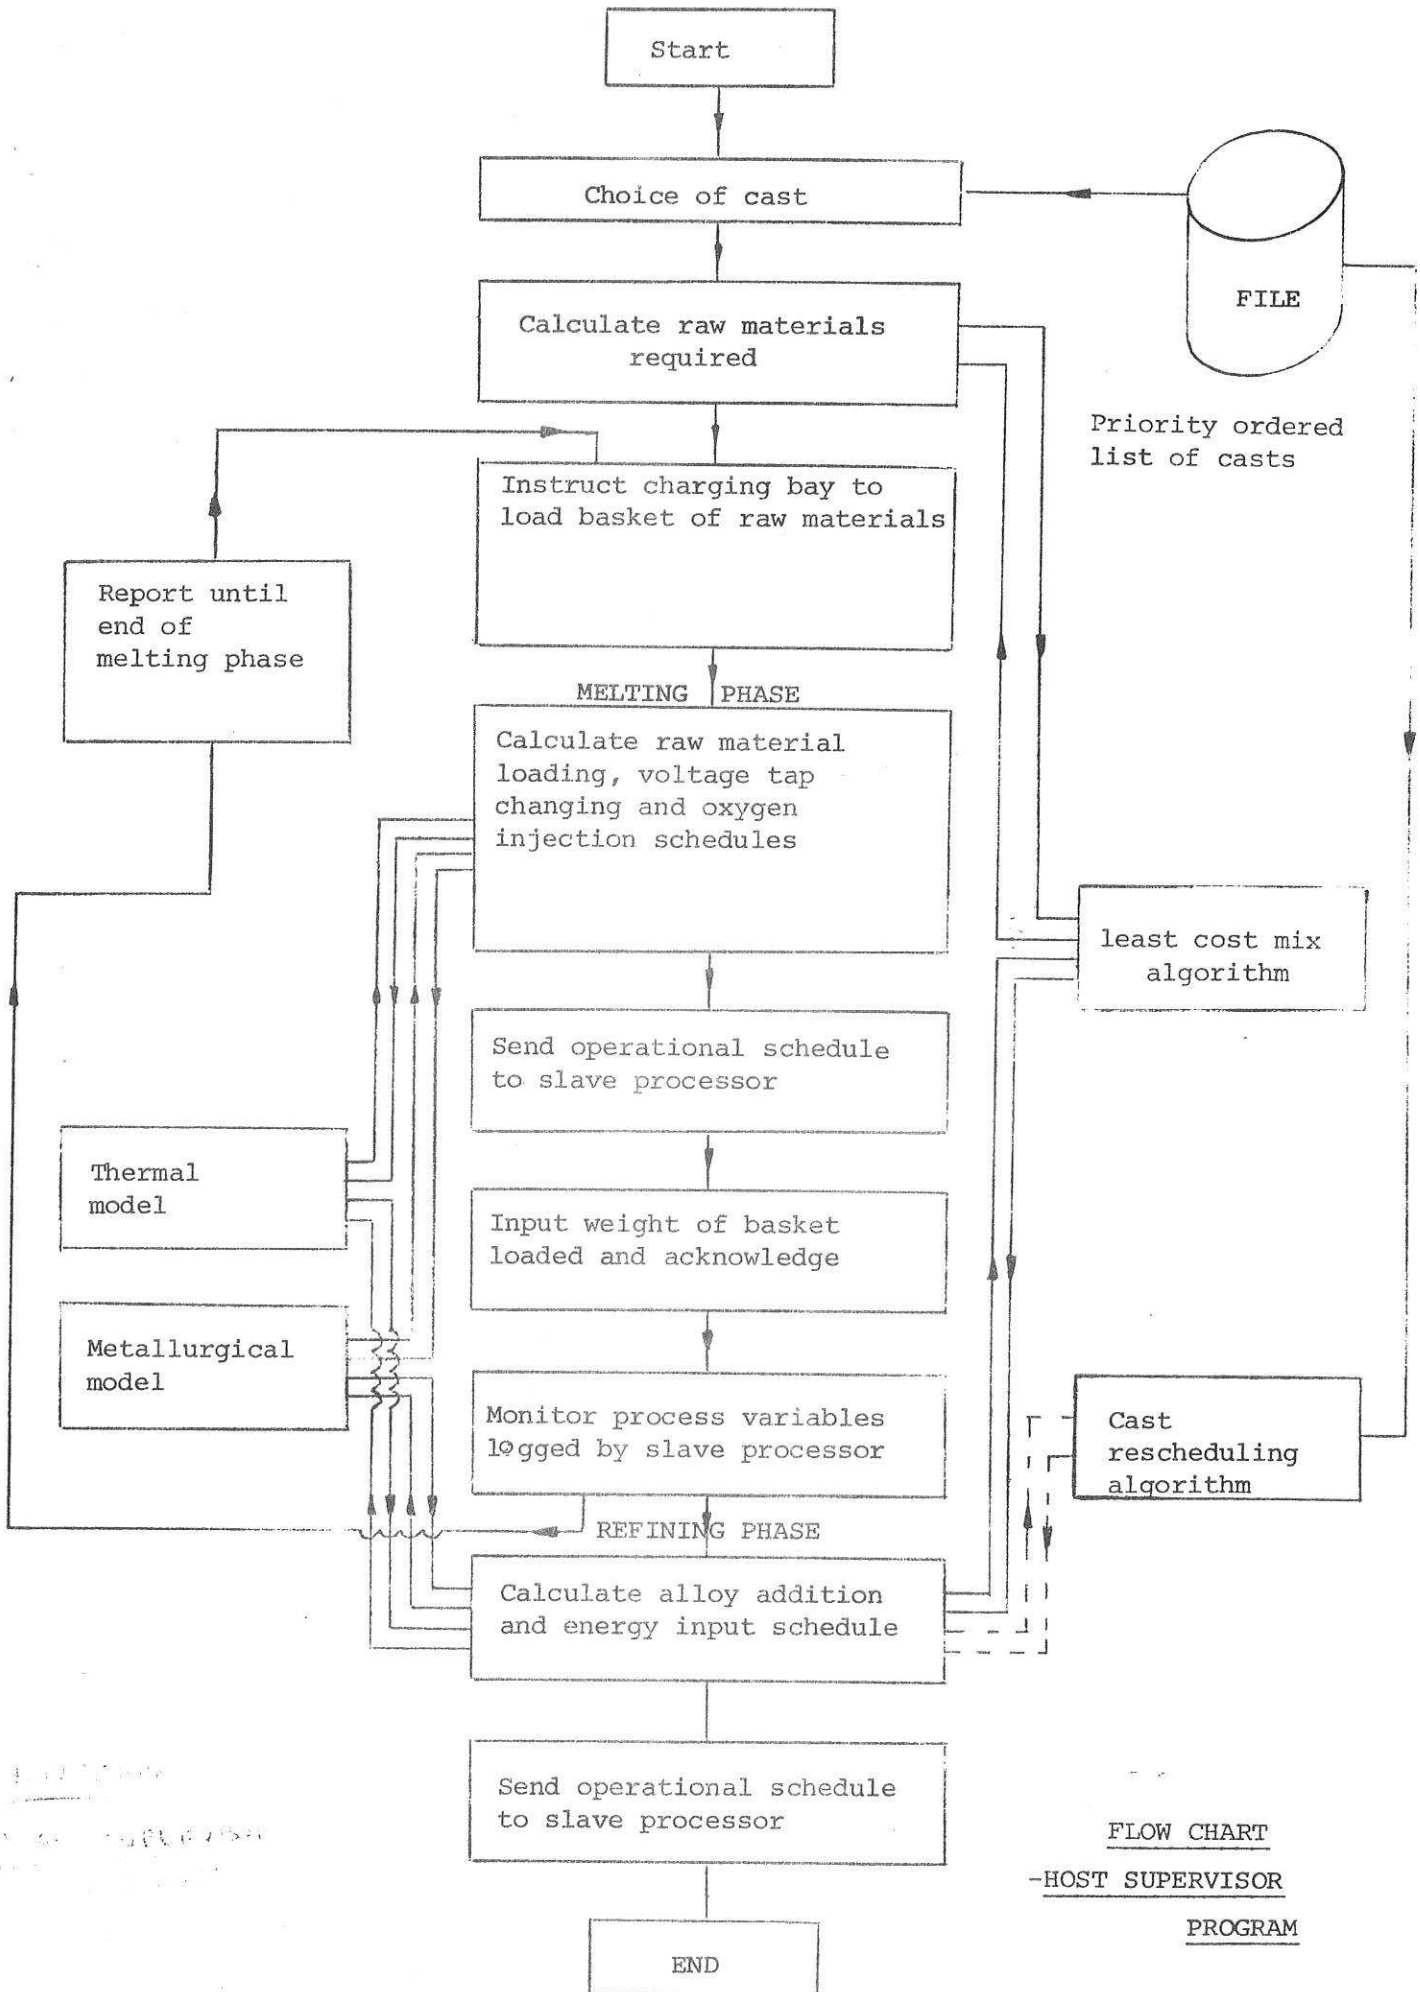 Start
Choice of cast
FILE
Calculate raw materials
required
Priority ordered
list of casts
Instruct charging bay to
load basket of raw materials
Report until
end of
melting phase
MELTING PHASE
Calculate raw material
loading, voltage tap
changing and oxygen
injection schedules
least cost mix
algorithm
Send operational schedule
to slave processor
Thermal
model
Input weight of basket
loaded and acknowledge
Metallurgical
model
Monitor process variables
logged by slave processor
Cast
rescheduling
algorithm
REFINING PHASE
Calculate alloy addition
and energy input schedule
Send operational schedule
to slave processor
FLOW CHART
-HOST SUPERVISOR
PROGRAM
END